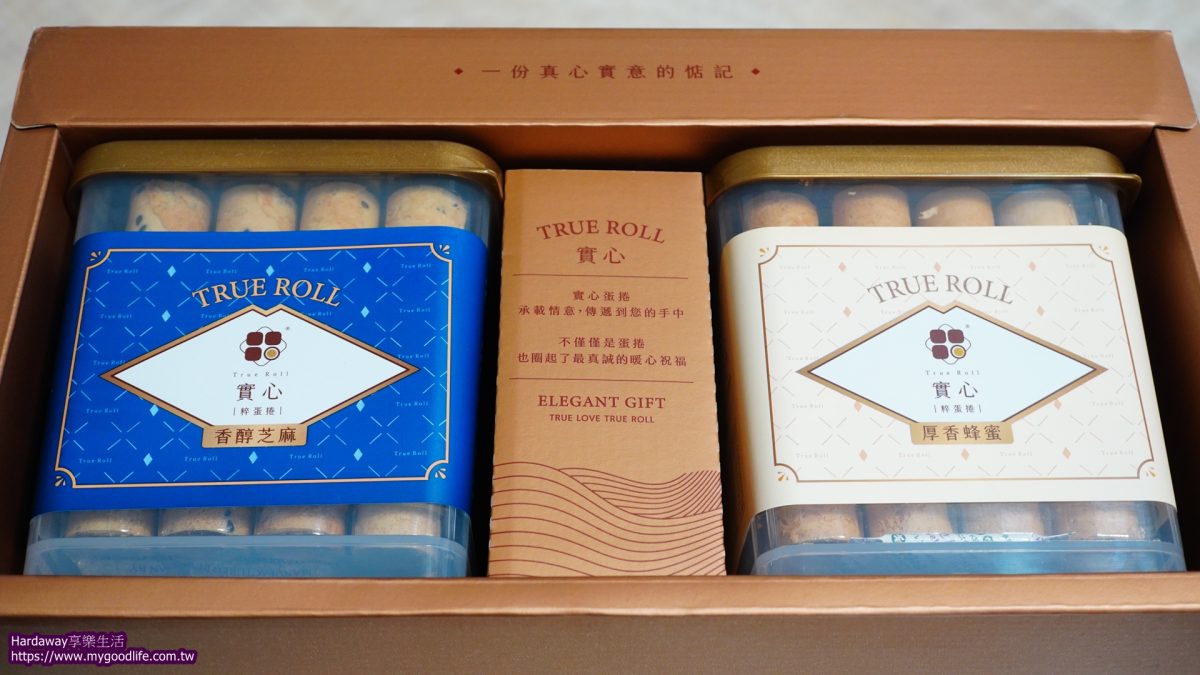 ◆ 一份真心實意的惦記 ◆
TRUE ROLL
True Roll
實心
|粹蛋捲|
香醇芝麻
TRUE ROLL
實心
實心蛋捲
承載情意，傳遞到您的手中
不僅僅是蛋捲
也圈起了最真誠的暖心祝福
ELEGANT GIFT
TRUE LOVE TRUE ROLL
TRUE ROLL
True Roll
實心
|粹蛋捲|
厚香蜂蜜
Hardaway享樂生活
https://www.mygoodlife.com.tw